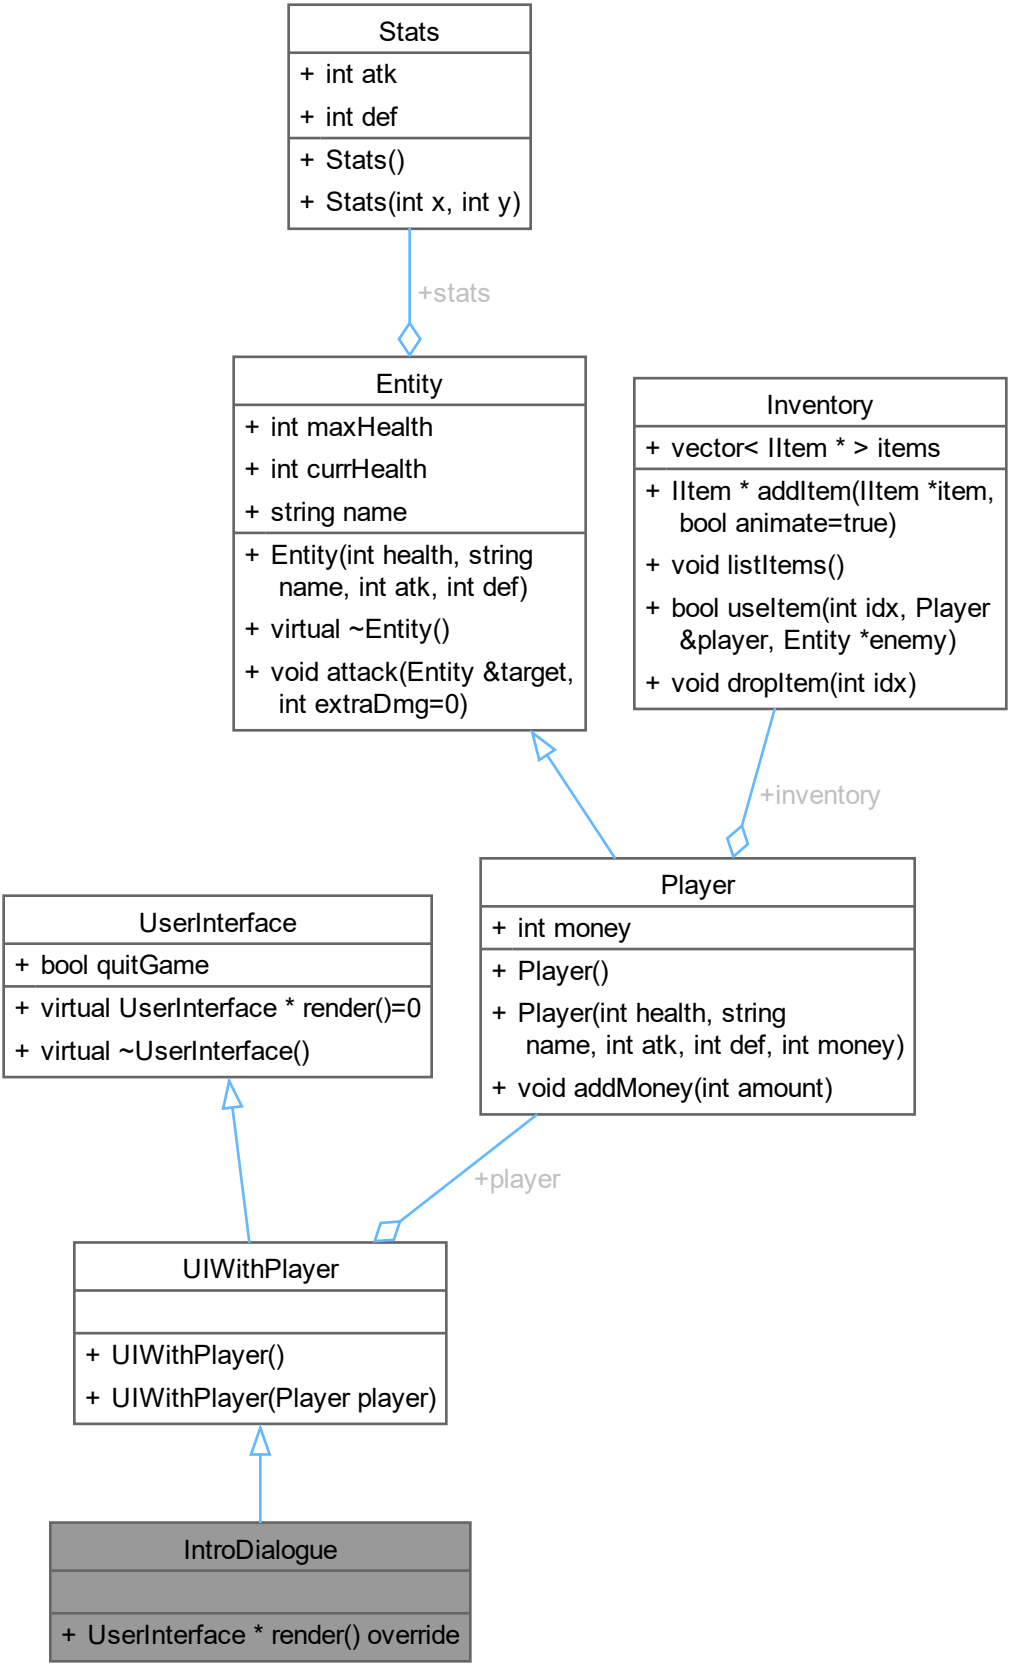 Stats
+ int atk
+ int def
+ Stats()
+ Stats(int x, int y)
+stats
Entity
+ int maxHealth
+ int currHealth
+ string name
+ Entity(int health, string
name, int atk, int def)
+ virtual ~Entity()
+ void attack(Entity &target,
int extraDmg=0)
Inventory
+ vector< IItem * > items
+ IItem * addItem(IItem *item,
bool animate=true)
+ void listItems()
+ bool useItem(int idx, Player
&player, Entity *enemy)
+ void dropItem(int idx)
+inventory
Player
+ int money
+ Player()
+ Player(int health, string
name, int atk, int def, int money)
+ void addMoney(int amount)
UserInterface
+ bool quitGame
+ virtual UserInterface * render()=0
+ virtual ~UserInterface()
+player
UIWithPlayer
+ UIWithPlayer()
+ UIWithPlayer(Player player)
IntroDialogue
+ UserInterface * render() override